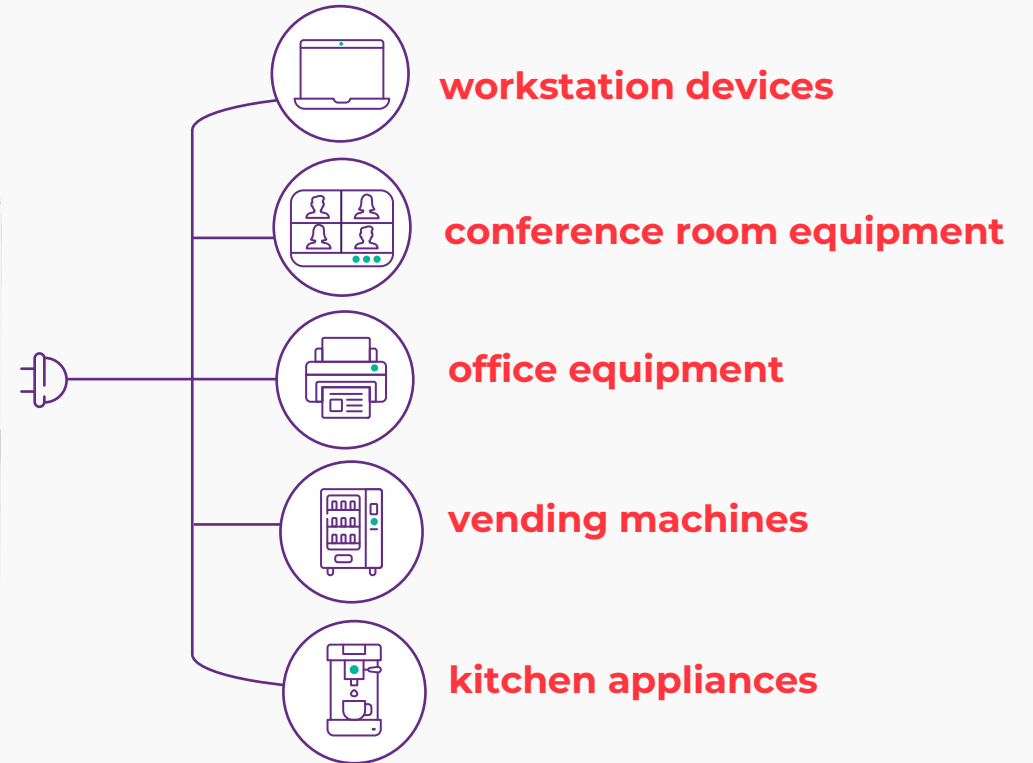 workstation devices
conference room equipment
office equipment
vending machines
kitchen appliances